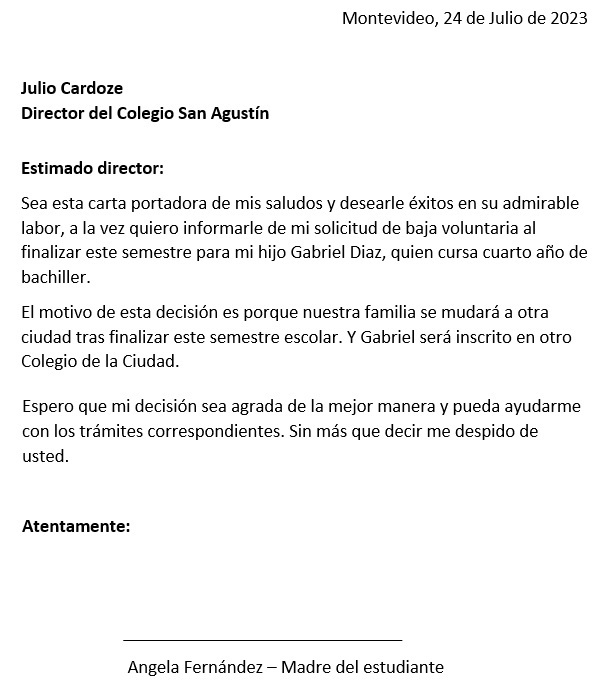 Montevideo, 24 de Julio de 2023
Julio Cardoze
Director del Colegio San Agustín
Estimado director:
Sea esta carta portadora de mis saludos y desearle éxitos en su admirable
labor, a la vez quiero informarle de mi solicitud de baja voluntaria al
finalizar este semestre para mi hijo Gabriel Diaz, quien cursa cuarto año de
bachiller.
El motivo de esta decisión es porque nuestra familia se mudará a otra
ciudad tras finalizar este semestre escolar. Y Gabriel será inscrito en otro
Colegio de la Ciudad.
Espero que mi decisión sea agrada de la mejor manera y pueda ayudarme
con los trámites correspondientes. Sin más que decir me despido de
usted.
Atentamente:
Angela Fernández – Madre del estudiante